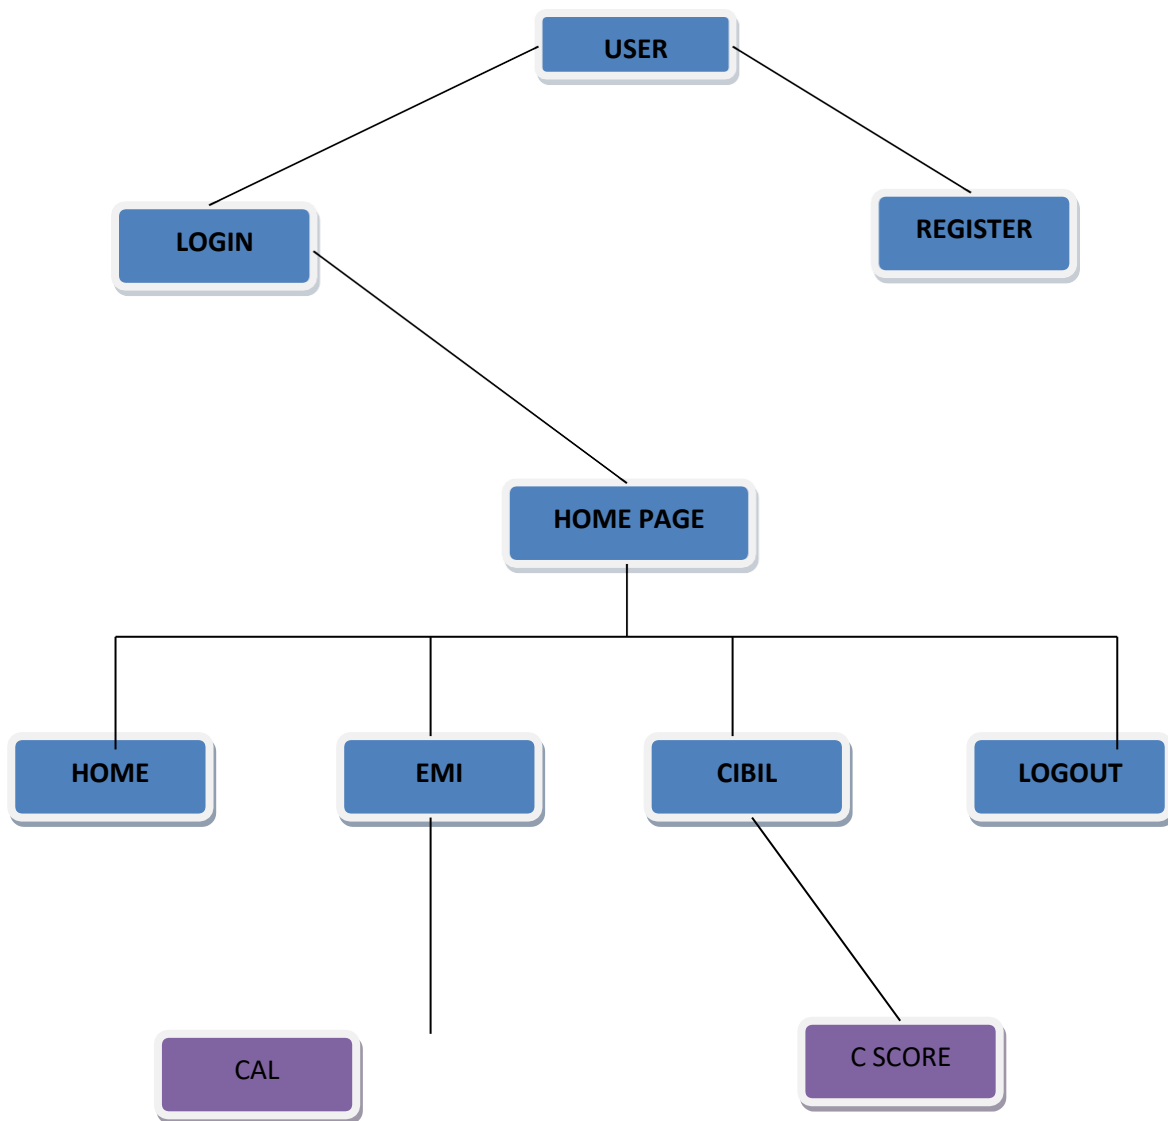 USER
LOGIN
REGISTER
HOME PAGE
HOME
EMI
CIBIL
LOGOUT
CAL
C SCORE